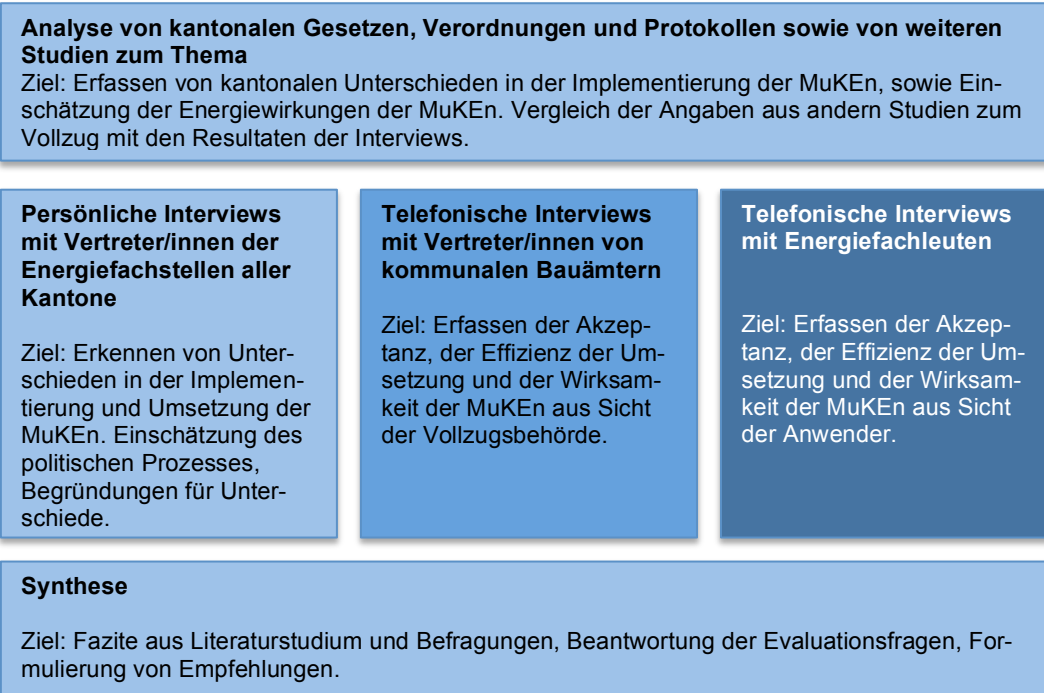 Analyse von kantonalen Gesetzen, Verordnungen und Protokollen sowie von weiteren
Studien zum Thema
Ziel: Erfassen von kantonalen Unterschieden in der Implementierung der MuKEn, sowie Ein-
schätzung der Energiewirkungen der MuKEn. Vergleich der Angaben aus andern Studien zum
Vollzug mit den Resultaten der Interviews.
Persönliche Interviews
mit Vertreter/innen der
Energiefachstellen aller
Kantone
Ziel: Erkennen von Unter-
schieden in der Implemen-
tierung und Umsetzung der
MuKEn. Einschätzung des
politischen Prozesses,
Begründungen für Unter-
schiede.
Telefonische Interviews
mit Vertreter/innen von
kommunalen Bauämtern
Ziel: Erfassen der Akzep-
tanz, der Effizienz der Um-
setzung und der Wirksam-
keit der MuKEn aus Sicht
der Vollzugsbehörde.
Telefonische Interviews
mit Energiefachleuten
Ziel: Erfassen der Akzep-
tanz, der Effizienz der Um-
setzung und der Wirksam-
keit der MuKEn aus Sicht
der Anwender.
Synthese
Ziel: Fazite aus Literaturstudium und Befragungen, Beantwortung der Evaluationsfragen, For-
mulierung von Empfehlungen.